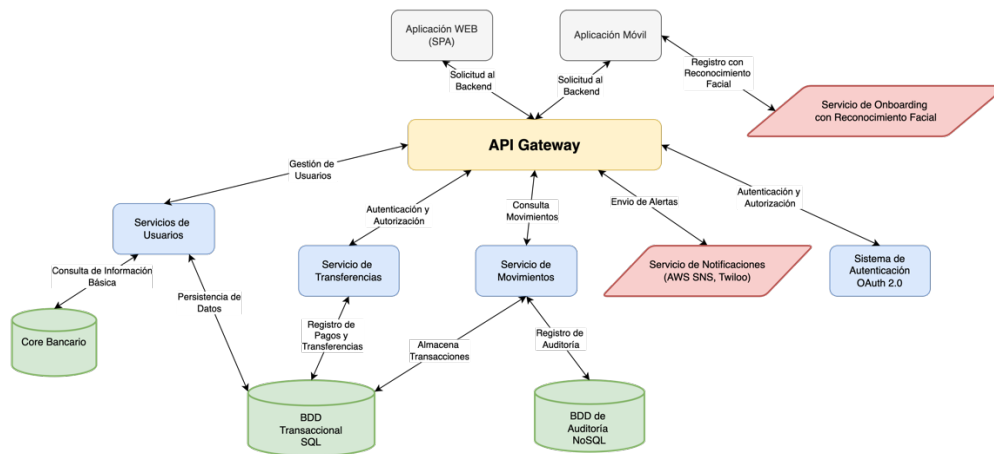 Aplicación WEB
(SPA)
Aplicación Móvil
Solicitud al
Backend
Solicitud al
Backend
Registro con
Reconocimiento
Facial
Servicio de Onboarding
con Reconocimiento Facial
API Gateway
Gestión de
Usuarios
Autenticación y
Autorización
Consulta
Movimientos
Envio de Alertas
Autenticación y
Autorización
Servicios de
Usuarios
Servicio de
Transferencias
Servicio de
Movimientos
Servicio de Notificaciones
(AWS SNS, Twiloo)
Sistema de
Autenticación
OAuth 2.0
Consulta de Información
Básica
Persistencia de
Datos
Registro de
Pagos y
Transferencias
Almacena
Transacciones
Registro de
Auditoría
Core Bancario
BDD
Transaccional
SQL
BDD de
Auditoría
NoSQL